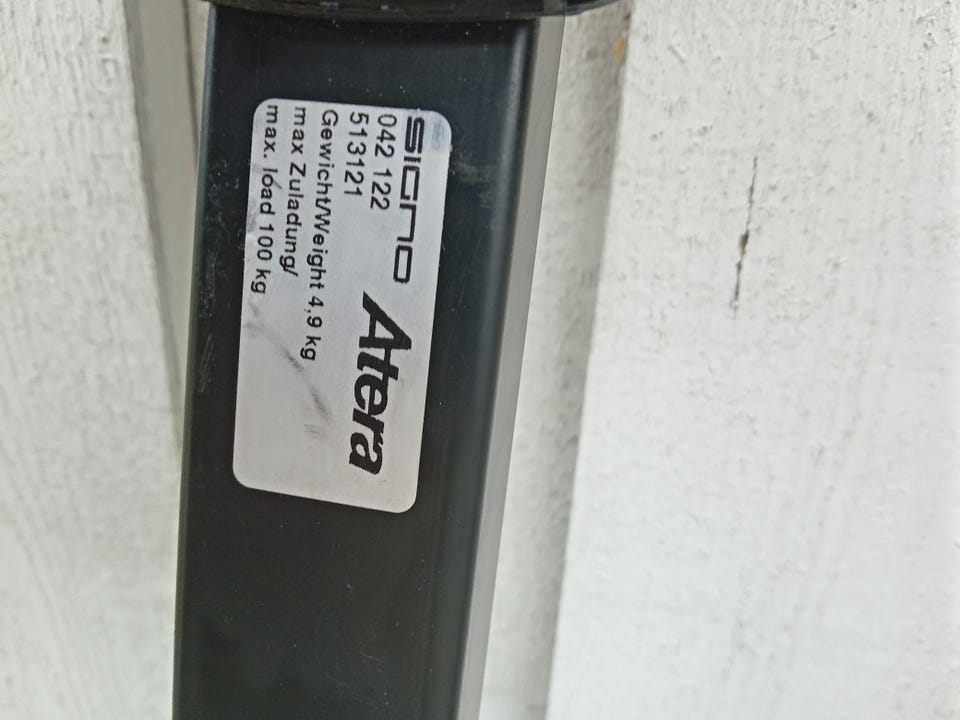 SIGNO
Atera
042 122
513121
Gewicht/Weight 4,9 kg
max Zuladung/
max. load 100 kg